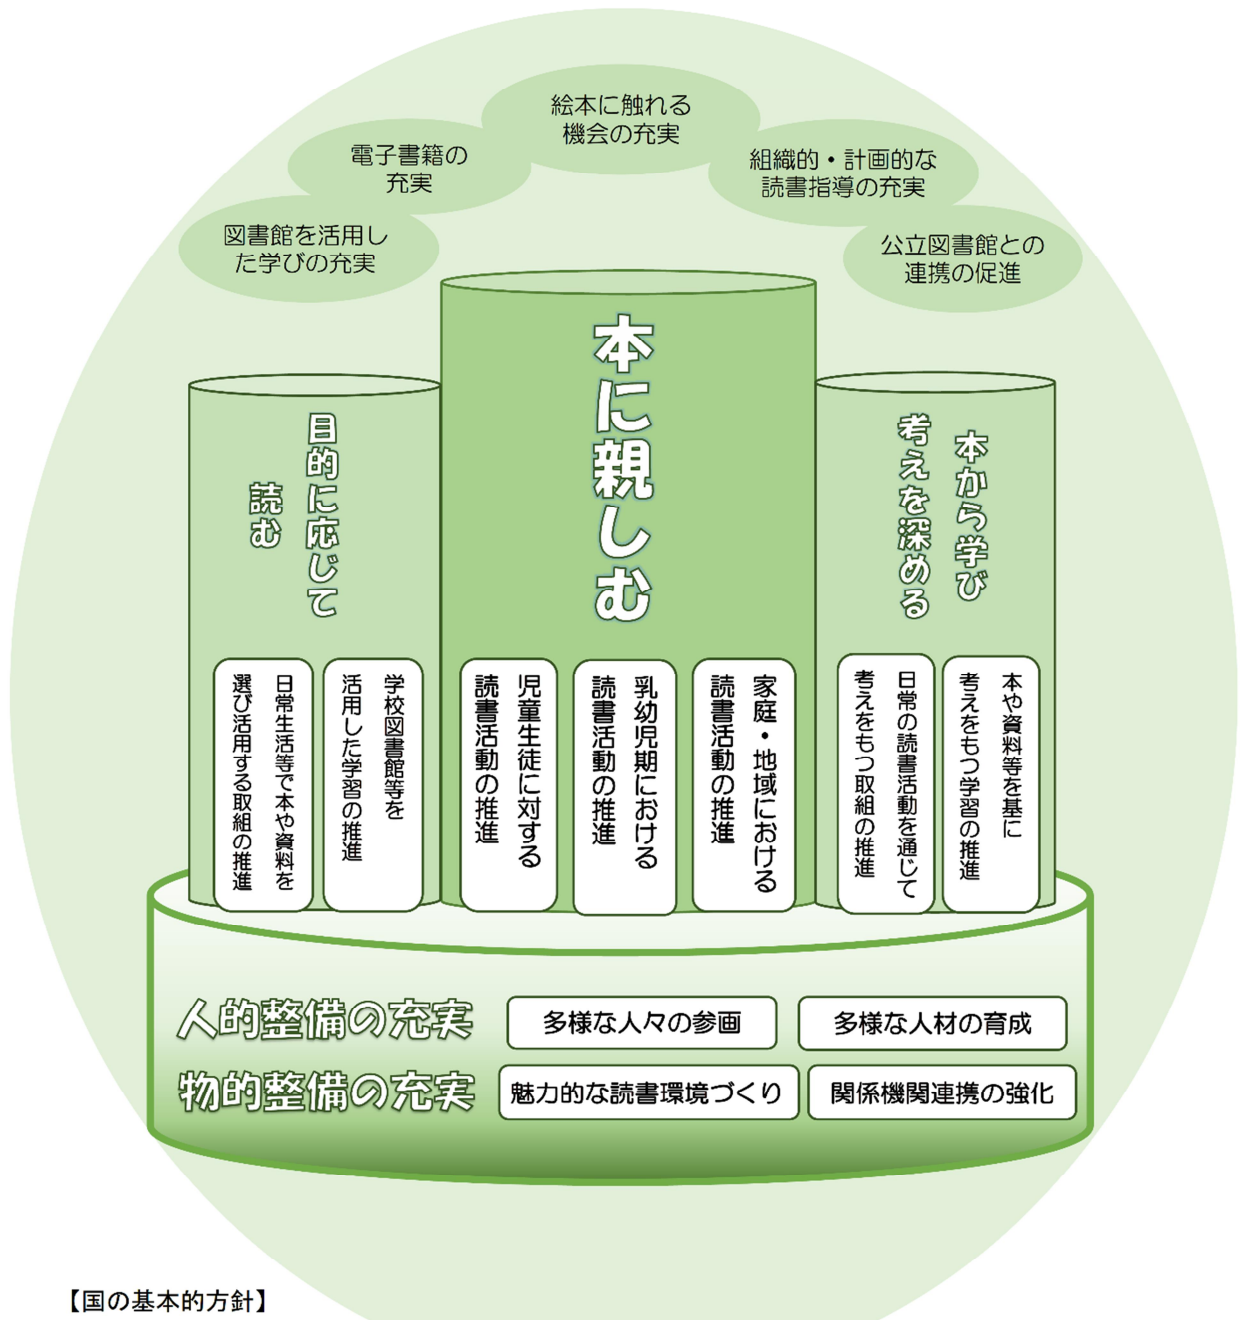 絵本に触れる
機会の充実
電子書籍の
充実
組織的・計画的な
読書指導の充実
図書館を活用し
た学びの充実
公立図書館との
連携の促進
本に親しむ
目的に応じて
読む
本から学び
考えを深める
学校図書館等を
活用した学習の推進
日常生活等で本や資料を
選び活用する取組の推進
家庭・地域における
読書活動の推進
乳幼児期における
読書活動の推進
児童生徒に対する
読書活動の推進
本や資料等を基に
考えをもつ学習の推進
日常の読書活動を通じて
考えをもつ取組の推進
人的整備の充実
多様な人々の参画
多様な人材の育成
物的整備の充実
魅力的な読書環境づくり
関係機関連携の強化
【国の基本的方針】